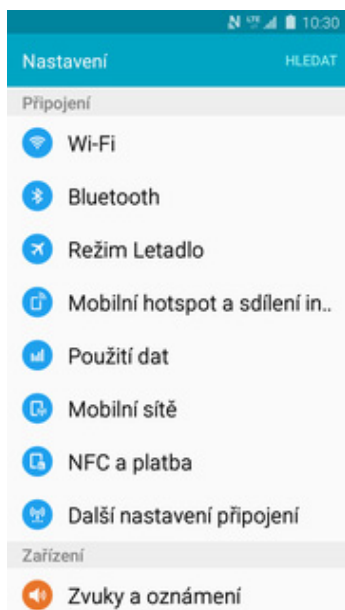 10:30
Nastavení HLEDAT
Připojení
Wi-Fi
Bluetooth
Režim Letadlo
Mobilní hotspot a sdílení in..
Použití dat
Mobilní sítě
NFC a platba
Další nastavení připojení
Zařízení
Zvuky a oznámení